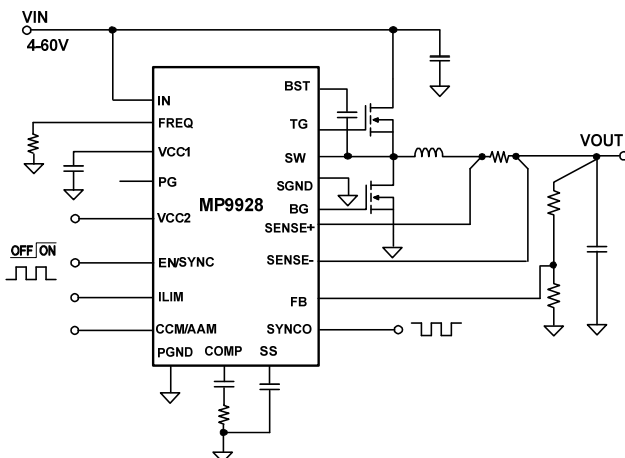 VIN
4-60V
IN
FREQ
VCC1
PG
VCC2
OFF ON
EN/SYNC
ILIM
CCM/AAM
PGND
COMP
SS
MP9928
BST
TG
SW
SGND
BG
SENSE+
SENSE-
FB
SYNCO
VOUT